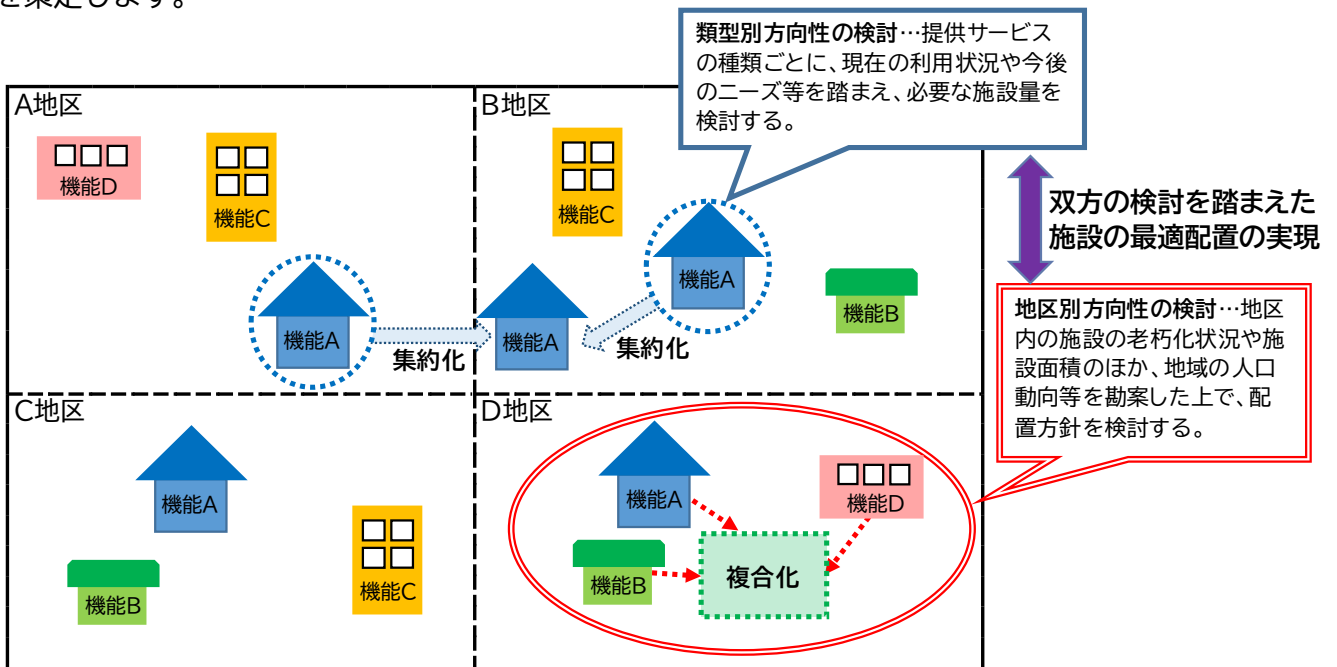 を策定します。
類型別方向性の検討…提供サービス
の種類ごとに、現在の利用状況や今後
のニーズ等を踏まえ、必要な施設量を
検討する。
A地区
B地区
機能D
機能C
機能C
機能A
機能A
機能A
機能B
集約化
集約化
双方の検討を踏まえた
施設の最適配置の実現
地区別方向性の検討…地区
内の施設の老朽化状況や施
設面積のほか、地域の人口
動向等を勘案した上で、配
置方針を検討する。
C地区
D地区
機能A
機能B
機能C
機能A
機能D
機能B
複合化